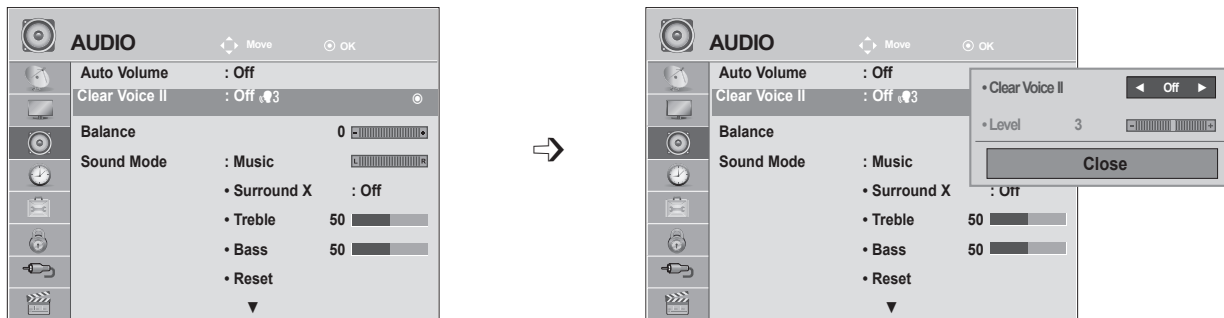 AUDIO Move OK
Auto Volume : Off
Clear Voice II : Off 3
Balance 0 - +
Sound Mode : Music L R
• Surround X : Off
• Treble 50
• Bass 50
• Reset
▼
AUDIO Move OK
Auto Volume : Off
Clear Voice II : Off 3
Balance
Sound Mode : Music
• Surround X : Off
• Treble 50
• Bass 50
• Reset
▼
• Clear Voice II ◀ Off ▶
• Level 3 - +
Close